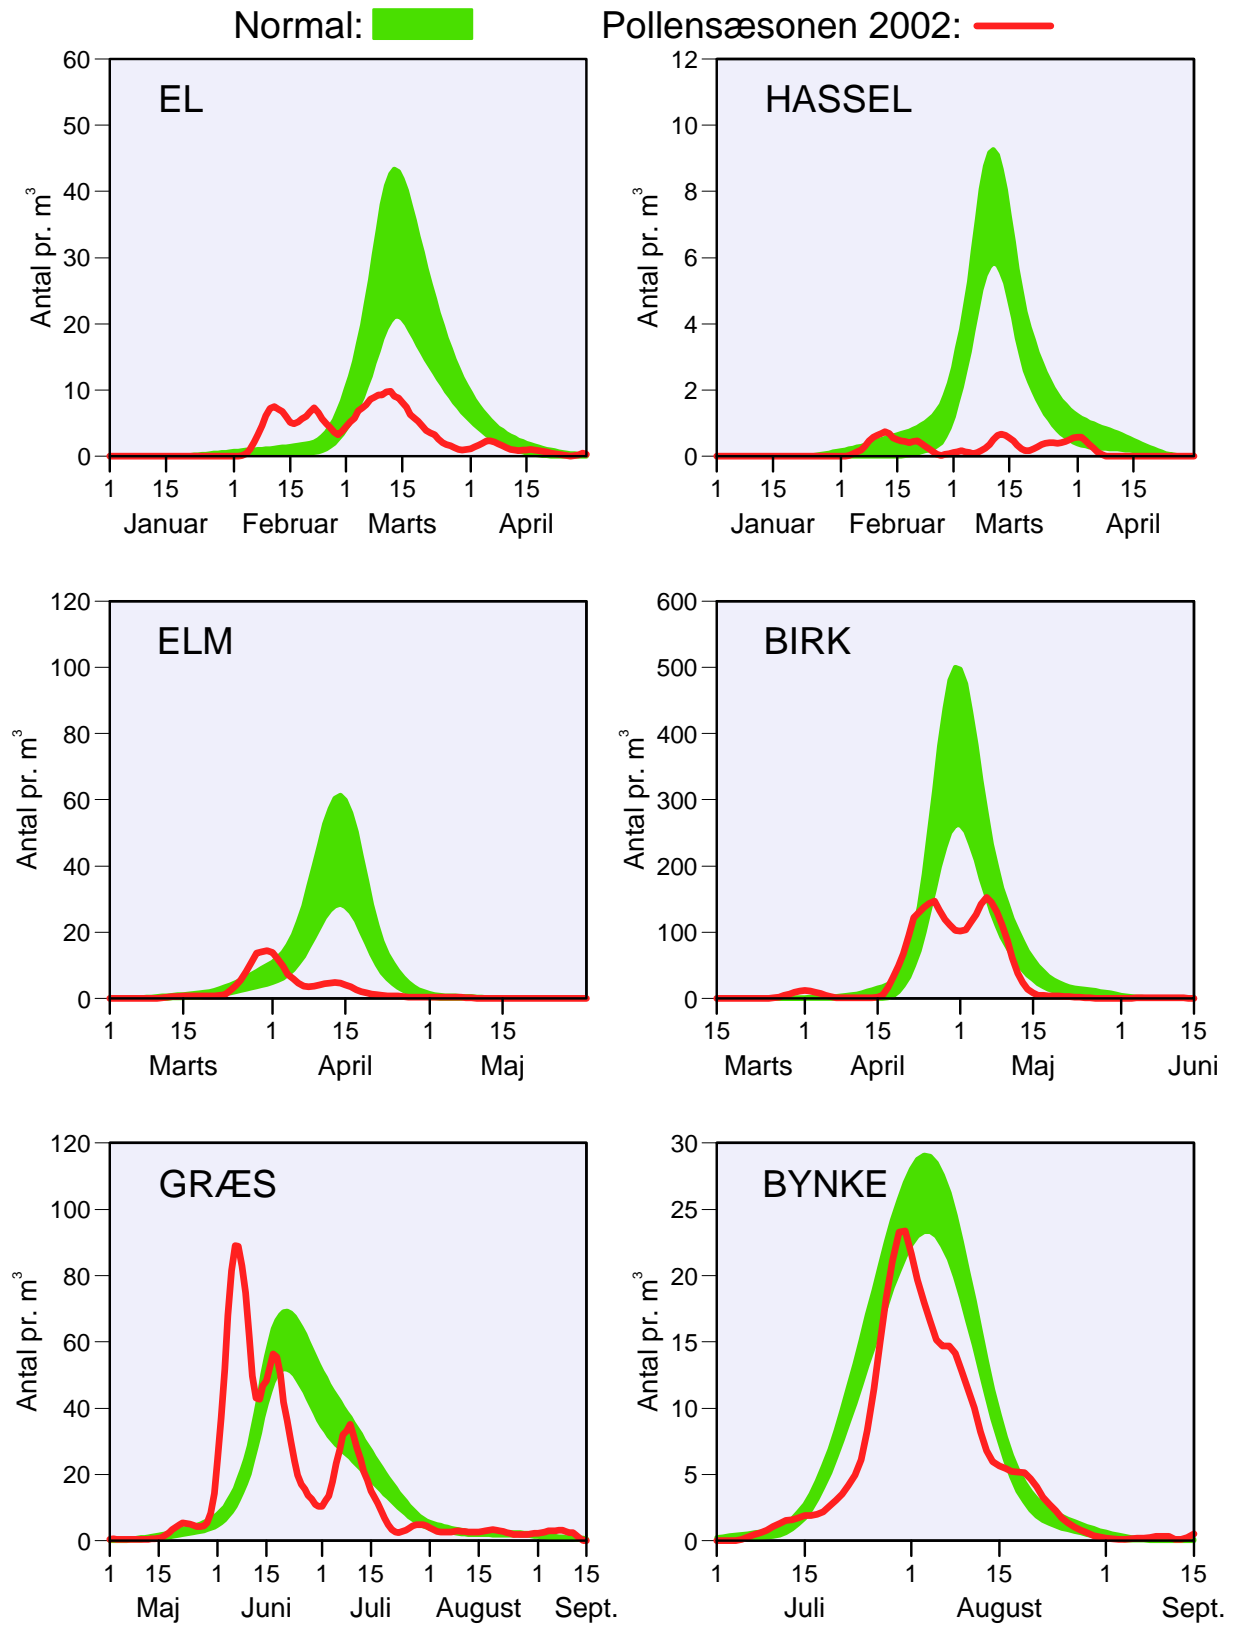 Normal: Pollensæsonen 2002:
EL
60
50
40
30
20
10
0
Antal pr. m³
1 15 1 15 1 15 1 15
Januar Februar Marts April
HASSEL
12
10
8
6
4
2
0
Antal pr. m³
1 15 1 15 1 15 1 15
Januar Februar Marts April
ELM
120
100
80
60
40
20
0
Antal pr. m³
1 15 1 15 1 15
Marts April Maj
BIRK
600
500
400
300
200
100
0
Antal pr. m³
15 1 15 1 15 1 15
Marts April Maj Juni
GRÆS
120
100
80
60
40
20
0
Antal pr. m³
1 15 1 15 1 15 1 15 1 15
Maj Juni Juli August Sept.
BYNKE
30
25
20
15
10
5
0
Antal pr. m³
1 15 1 15 1 15
Juli August Sept.